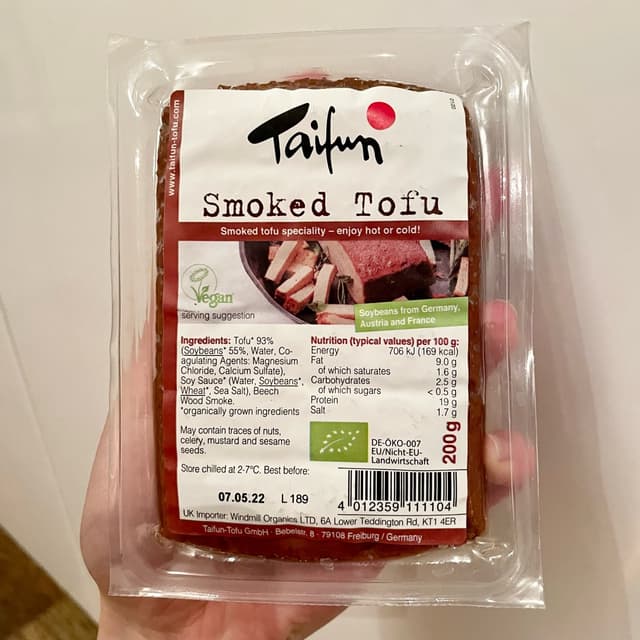 www.taifun-tofu.com
Taifun
Smoked Tofu
Smoked tofu speciality – enjoy hot or cold!
Vegan
serving suggestion
Soybeans from Germany,
Austria and France
Ingredients: Tofu* 93%
(Soybeans* 55%, Water, Co-
agulating Agents: Magnesium
Chloride, Calcium Sulfate),
Soy Sauce* (Water, Soybeans*,
Wheat*, Sea Salt), Beech
Wood Smoke.
*organically grown ingredients
May contain traces of nuts,
celery, mustard and sesame
seeds.
Nutrition (typical values) per 100 g:
Energy 706 kJ (169 kcal)
Fat 9.0 g
of which saturates 1.6 g
Carbohydrates 2.5 g
of which sugars < 0.5 g
Protein 19 g
Salt 1.7 g
DE-ÖKO-007
EU/Nicht-EU-
Landwirtschaft
200g
Store chilled at 2-7°C. Best before:
07.05.22 L 189
4 012359 111104
UK Importer: Windmill Organics LTD, 6A Lower Teddington Rd, KT1 4ER
Taifun-Tofu GmbH · Bebelstr. 8 · 79108 Freiburg / Germany